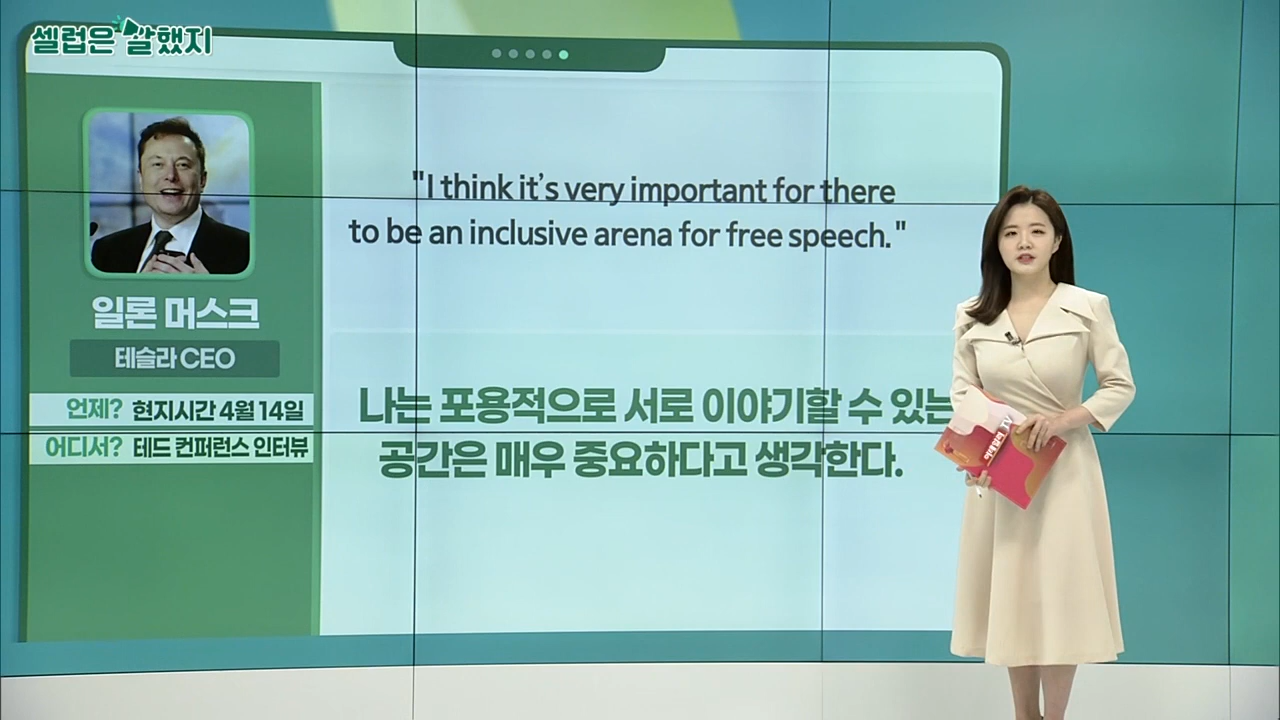 셀럽은 쌀했지
일론 머스크
테슬라 CEO
언제? 현지시간 4월 14일
어디서? 테드 컨퍼런스 인터뷰
"I think it's very important for there
to be an inclusive arena for free speech."
나는 포용적으로 서로 이야기할 수 있는
공간은 매우 중요하다고 생각한다.